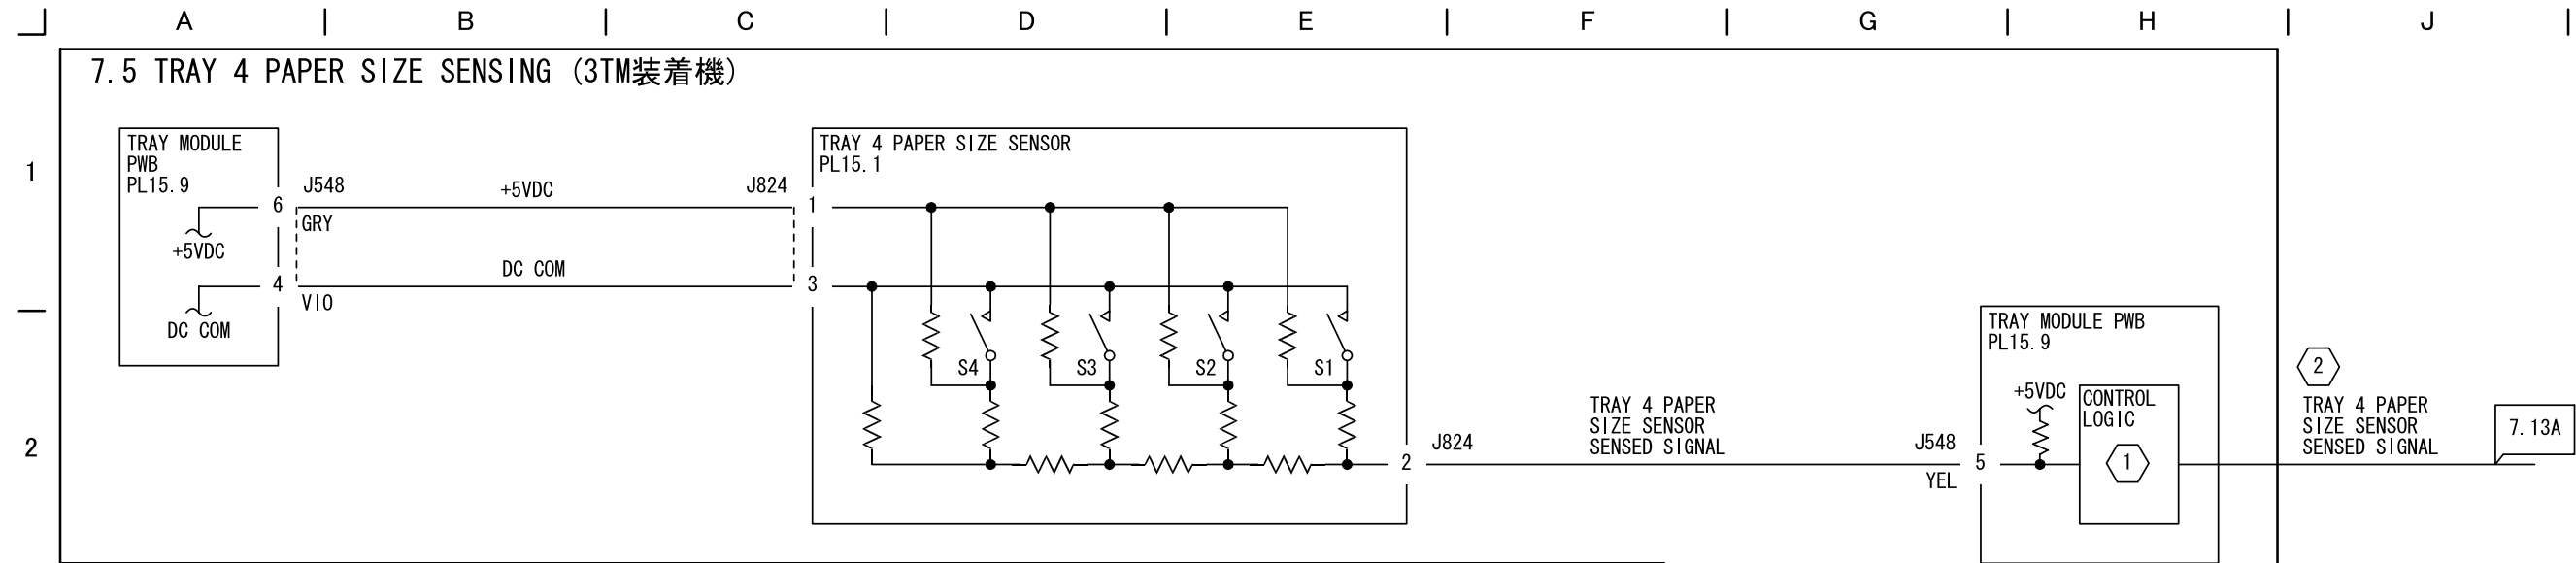 A B C D E F G H J
7.5 TRAY 4 PAPER SIZE SENSING (3TM装着機)
1
2
TRAY MODULE
PWB
PL15.9
6
J548
GRY
+5VDC
+5VDC
4
VIO
DC COM
DC COM
J824
1
3
TRAY 4 PAPER SIZE SENSOR
PL15.1
S4
S3
S2
S1
2
J824
TRAY 4 PAPER
SIZE SENSOR
SENSED SIGNAL
J548
5
YEL
TRAY MODULE PWB
PL15.9
+5VDC
CONTROL
LOGIC
1
2
TRAY 4 PAPER
SIZE SENSOR
SENSED SIGNAL
7.13A